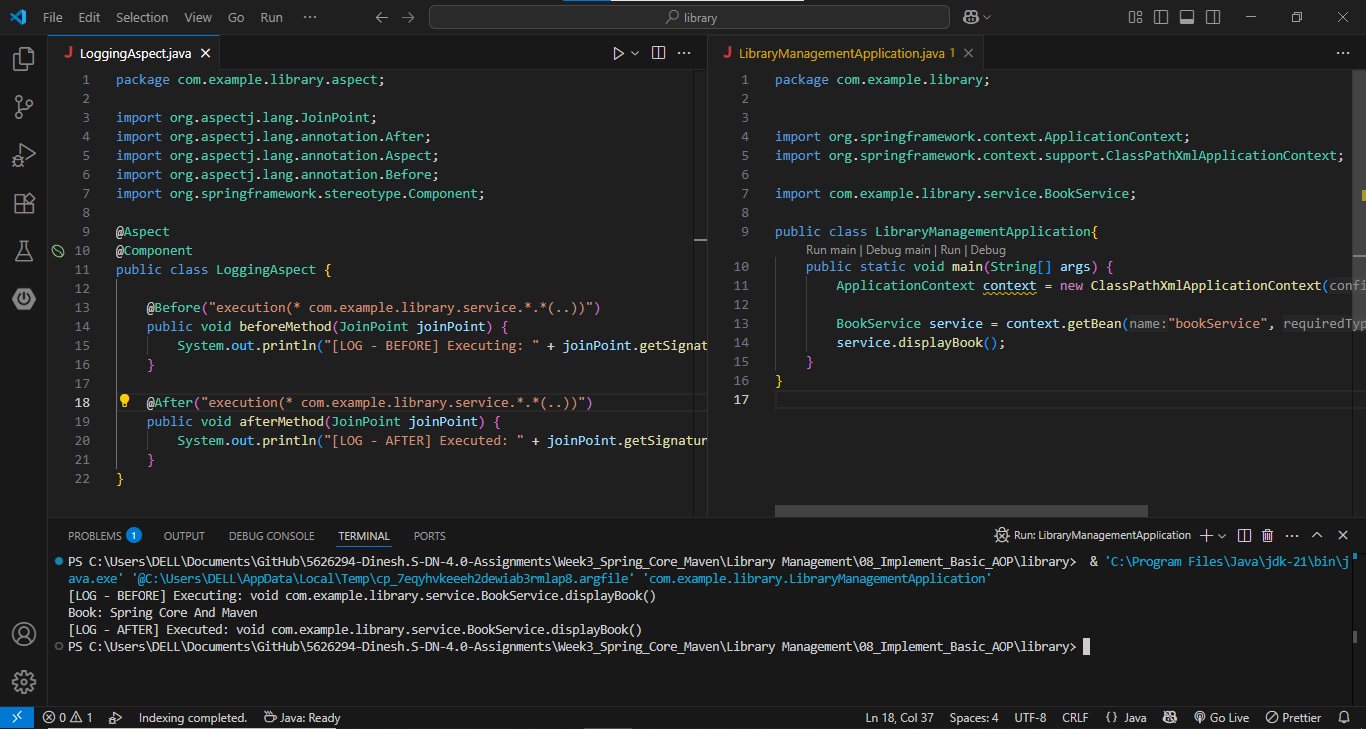 File Edit Selection View Go Run ··· library
LoggingAspect.java
1 package com.example.library.aspect;
2
3 import org.aspectj.lang.JoinPoint;
4 import org.aspectj.lang.annotation.After;
5 import org.aspectj.lang.annotation.Aspect;
6 import org.aspectj.lang.annotation.Before;
7 import org.springframework.stereotype.Component;
8
9 @Aspect
10 @Component
11 public class LoggingAspect {
12
13 @Before("execution(* com.example.library.service.*.*(..))")
14 public void beforeMethod(JoinPoint joinPoint) {
15 System.out.println("[LOG - BEFORE] Executing: " + joinPoint.getSignat
16 }
17
18 @After("execution(* com.example.library.service.*.*(..))")
19 public void afterMethod(JoinPoint joinPoint) {
20 System.out.println("[LOG - AFTER] Executed: " + joinPoint.getSignatur
21 }
22 }
LibraryManagementApplication.java 1
1 package com.example.library;
2
3
4 import org.springframework.context.ApplicationContext;
5 import org.springframework.context.support.ClassPathXmlApplicationContext;
6
7 import com.example.library.service.BookService;
8
9 public class LibraryManagementApplication{
Run main | Debug main | Run | Debug
10 public static void main(String[] args) {
11 ApplicationContext context = new ClassPathXmlApplicationContext(confi
12
13 BookService service = context.getBean(name:"bookService", requiredTyp
14 service.displayBook();
15 }
16 }
17
PROBLEMS 1 OUTPUT DEBUG CONSOLE TERMINAL PORTS Run: LibraryManagementApplication
PS C:\Users\DELL\Documents\GitHub\5626294-Dinesh.S-DN-4.0-Assignments\Week3_Spring_Core_Maven\Library Management\08_Implement_Basic_AOP\library> & 'C:\Program Files\Java\jdk-21\bin\j
ava.exe' '@C:\Users\DELL\AppData\Local\Temp\cp_7eqyhvkeeeh2dewiab3rmlap8.argfile' 'com.example.library.LibraryManagementApplication'
[LOG - BEFORE] Executing: void com.example.library.service.BookService.displayBook()
Book: Spring Core And Maven
[LOG - AFTER] Executed: void com.example.library.service.BookService.displayBook()
PS C:\Users\DELL\Documents\GitHub\5626294-Dinesh.S-DN-4.0-Assignments\Week3_Spring_Core_Maven\Library Management\08_Implement_Basic_AOP\library>
0 1 Indexing completed. Java: Ready Ln 18, Col 37 Spaces: 4 UTF-8 CRLF {} Java Go Live Prettier